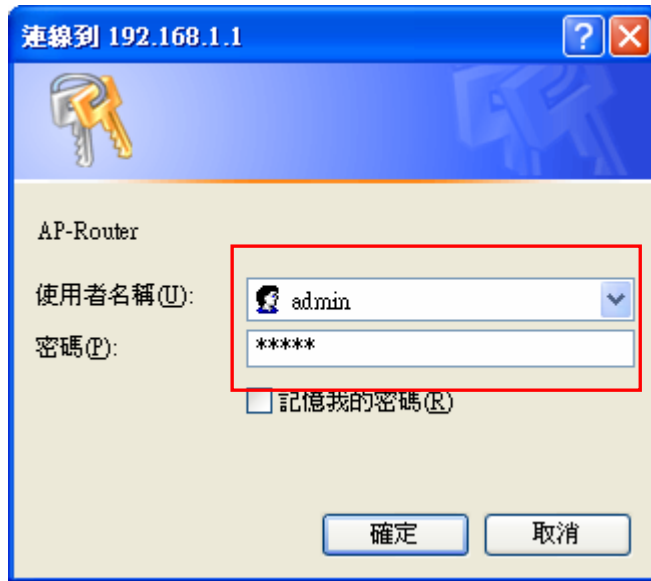 連線到 192.168.1.1
AP-Router
使用者名稱(U):
admin
密碼(P):
*****
記憶我的密碼(R)
確定
取消